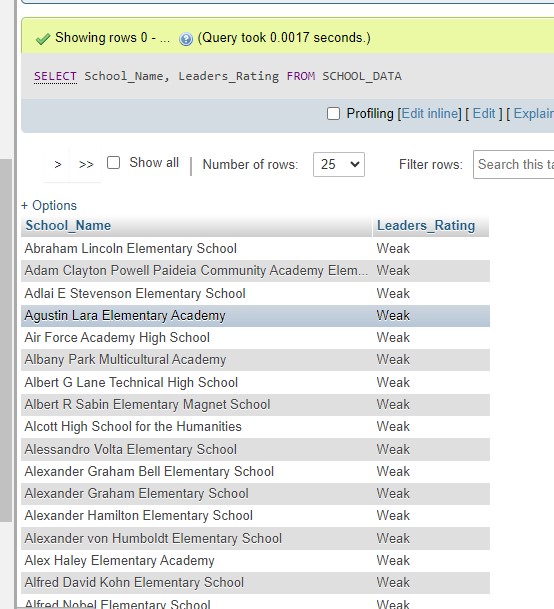 Showing rows 0 - ... (Query took 0.0017 seconds.)
SELECT School_Name, Leaders_Rating FROM SCHOOL_DATA
Profiling [Edit inline] [ Edit ] [ Explain
> >> Show all | Number of rows: 25 Filter rows: Search this ta
+ Options
School_Name Leaders_Rating
Abraham Lincoln Elementary School Weak
Adam Clayton Powell Paideia Community Academy Elem... Weak
Adlai E Stevenson Elementary School Weak
Agustin Lara Elementary Academy Weak
Air Force Academy High School Weak
Albany Park Multicultural Academy Weak
Albert G Lane Technical High School Weak
Albert R Sabin Elementary Magnet School Weak
Alcott High School for the Humanities Weak
Alessandro Volta Elementary School Weak
Alexander Graham Bell Elementary School Weak
Alexander Graham Elementary School Weak
Alexander Hamilton Elementary School Weak
Alexander von Humboldt Elementary School Weak
Alex Haley Elementary Academy Weak
Alfred David Kohn Elementary School Weak
Alfred Nobel Elementary School Weak